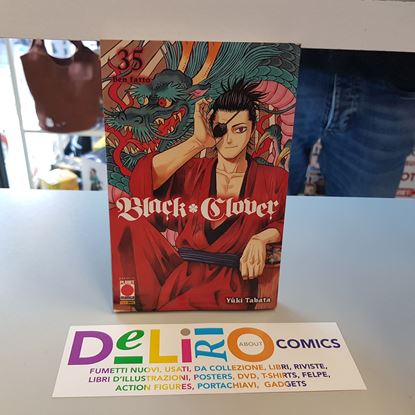 35
Ben fatto
Black Clover
PLANET MANGA
Yûki Tabata
DeLiRiO ABOUT COMICS
FUMETTI NUOVI, USATI, DA COLLEZIONE, LIBRI, RIVISTE,
LIBRI D'ILLUSTRAZIONI, POSTERS, DVD, T-SHIRTS, FELPE,
ACTION FIGURES, PORTACHIAVI, GADGETS